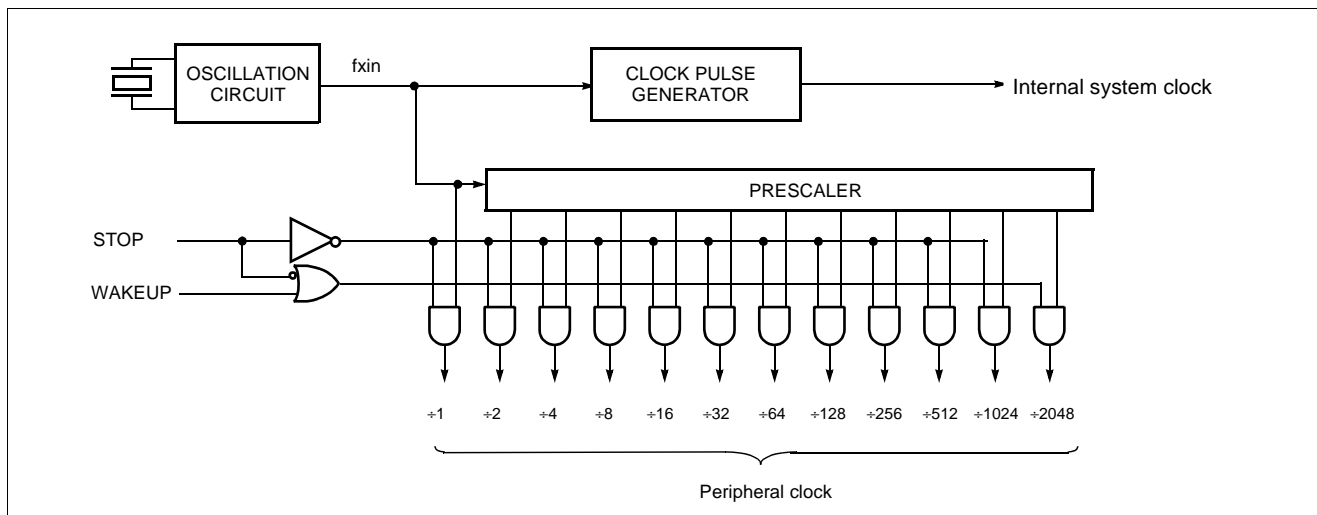 OSCILLATION
CIRCUIT
fxin
CLOCK PULSE
GENERATOR
Internal system clock
PRESCALER
STOP
WAKEUP
÷1 ÷2 ÷4 ÷8 ÷16 ÷32 ÷64 ÷128 ÷256 ÷512 ÷1024 ÷2048
Peripheral clock